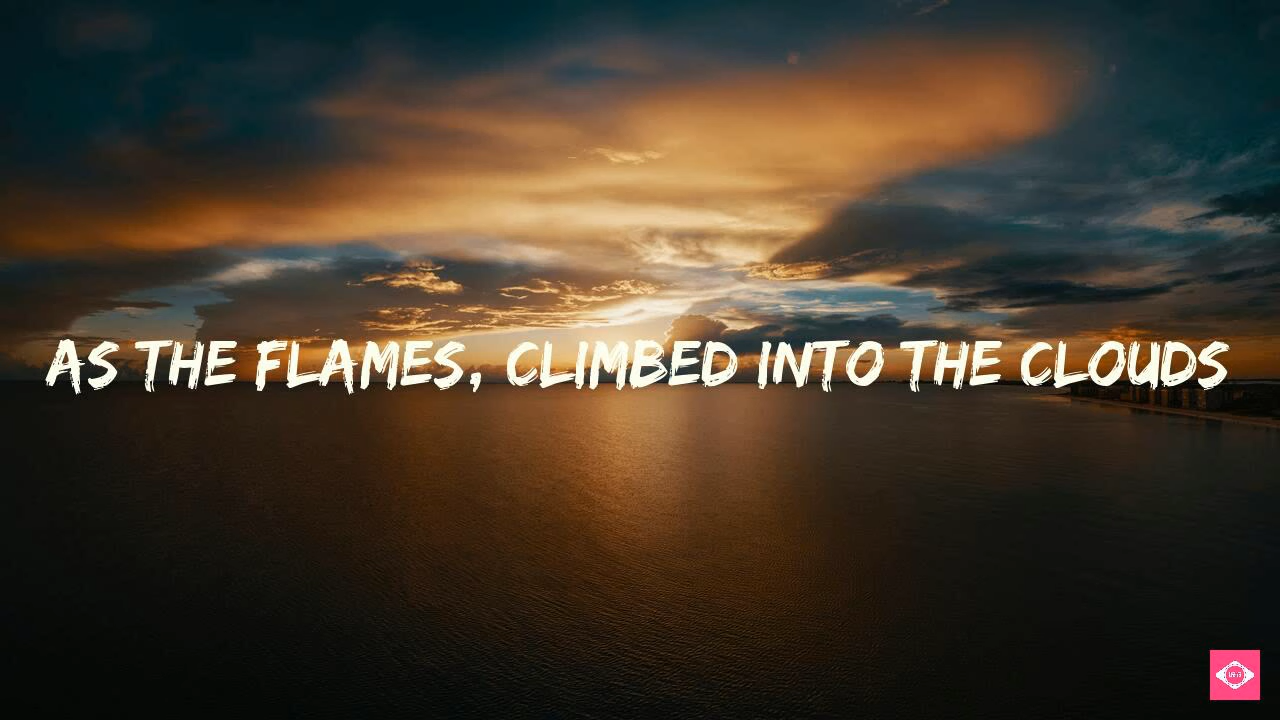 AS THE FLAMES, CLIMBED INTO THE CLOUDS